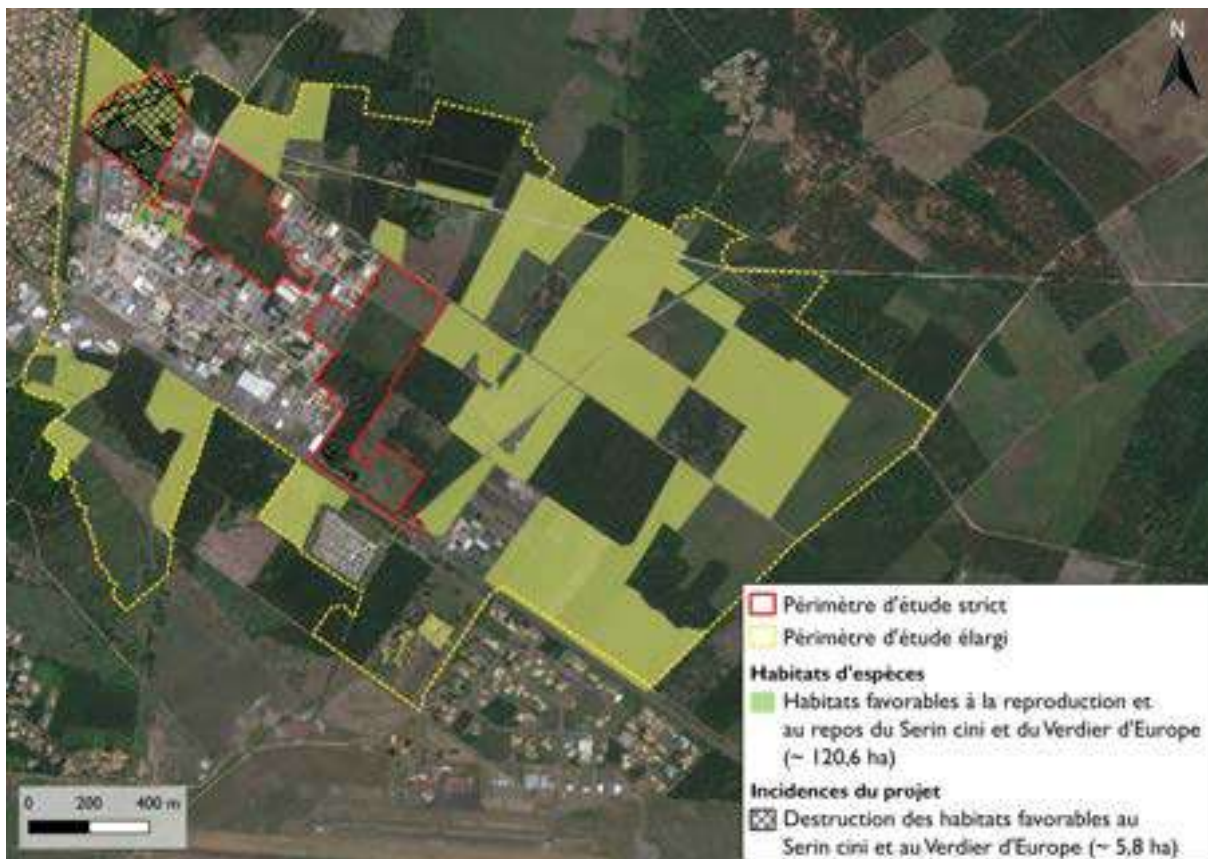 N
Périmètre d'étude strict
Périmètre d'étude élargi
Habitats d'espèces
Habitats favorables à la reproduction et
au repos du Serin cini et du Verdier d'Europe
(~ 120,6 ha)
Incidences du projet
Destruction des habitats favorables au
Serin cini et au Verdier d'Europe (~ 5,8 ha)
0 200 400 m